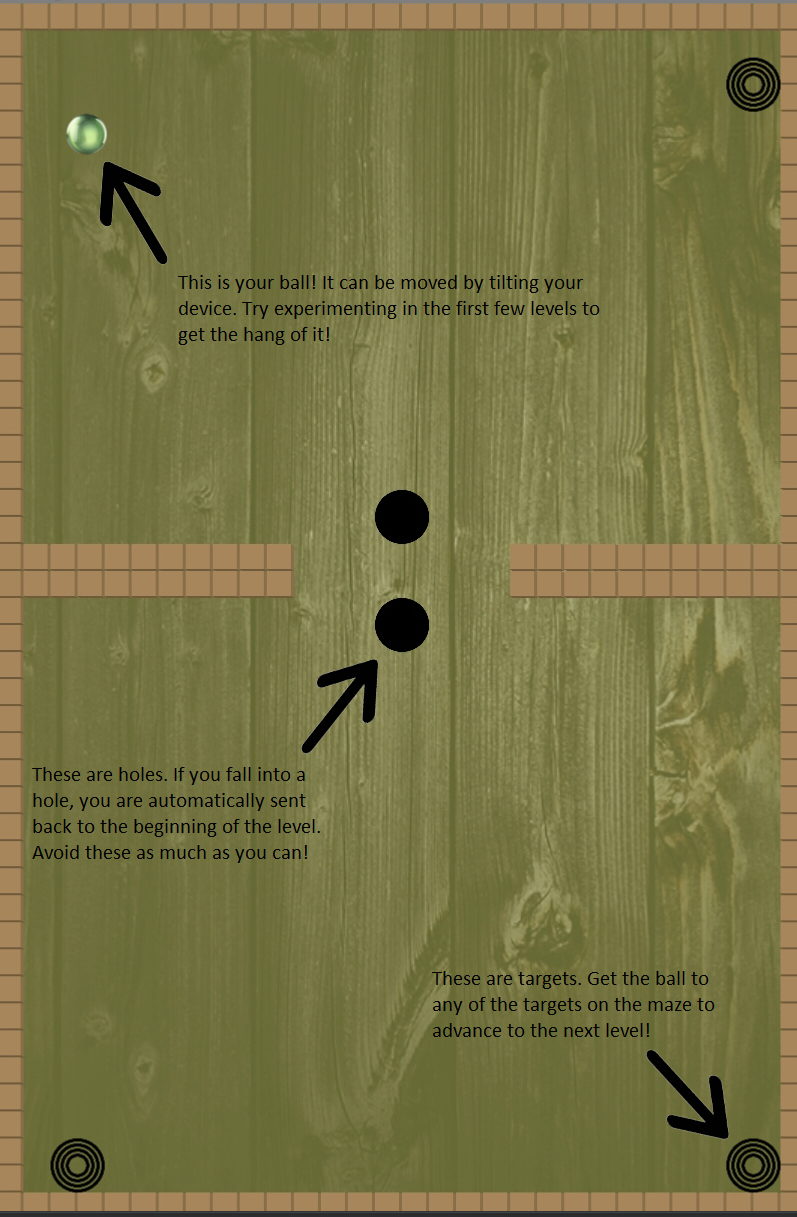 This is your ball! It can be moved by tilting your
device. Try experimenting in the first few levels to
get the hang of it!
These are holes. If you fall into a
hole, you are automatically sent
back to the beginning of the level.
Avoid these as much as you can!
These are targets. Get the ball to
any of the targets on the maze to
advance to the next level!